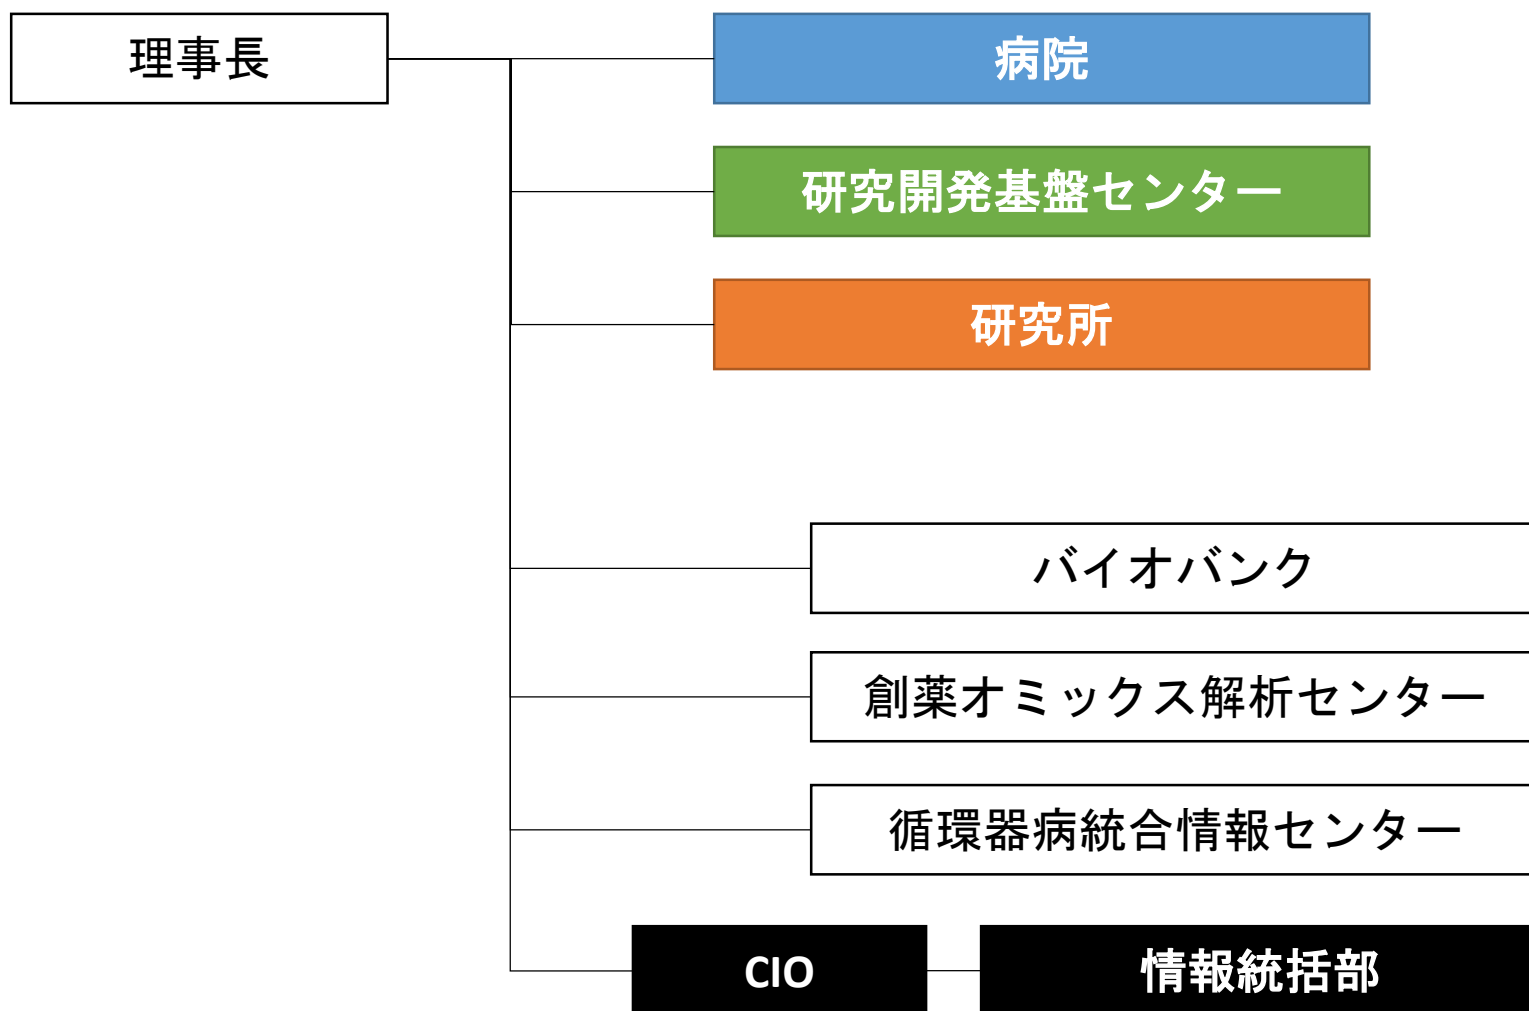 理事長
病院
研究開発基盤センター
研究所
バイオバンク
創薬オミックス解析センター
循環器病統合情報センター
CIO
情報統括部